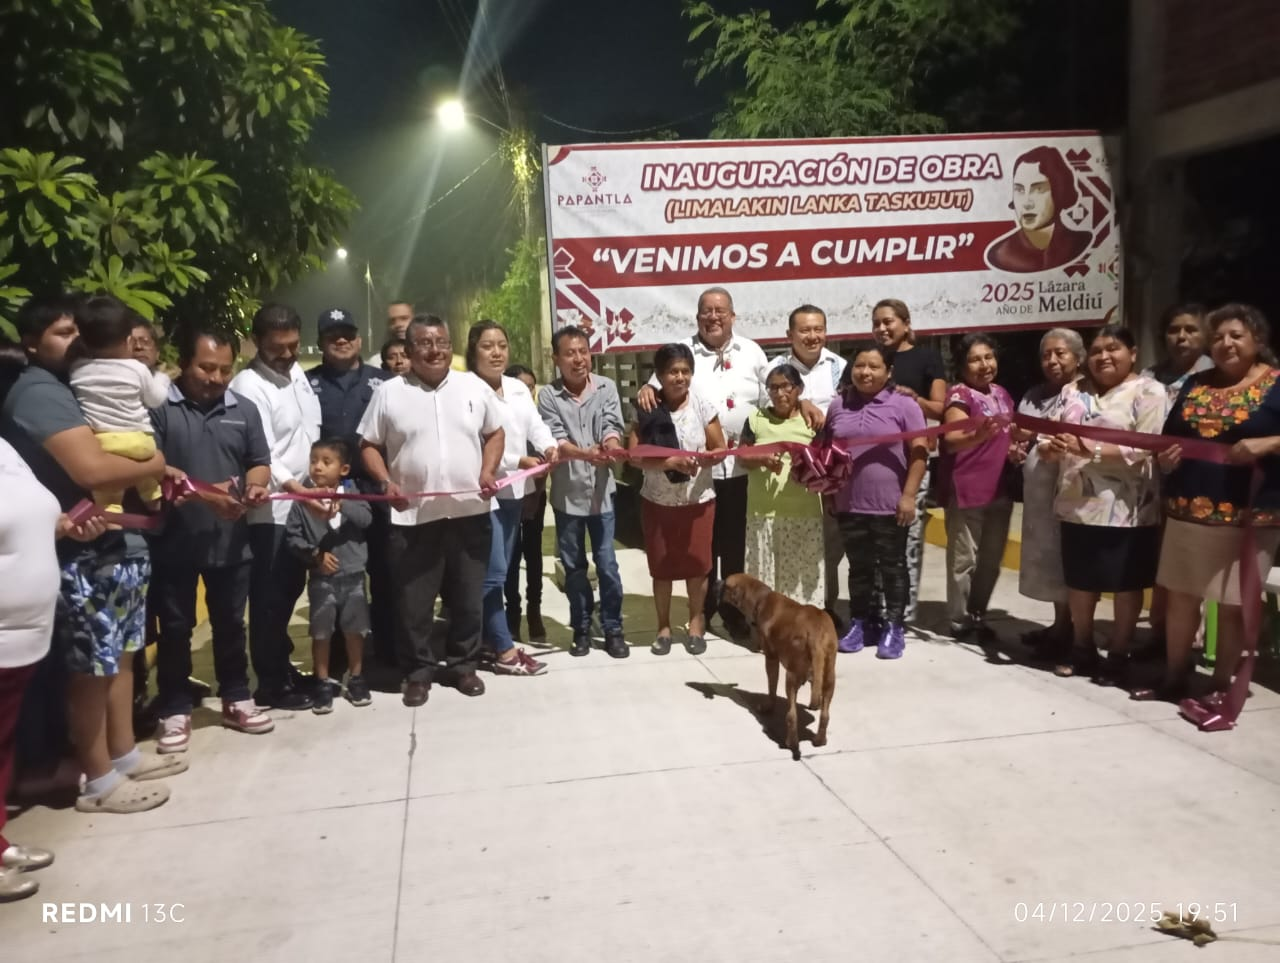 PAPANTLA
INAUGURACIÓN DE OBRA
(LIMALAKIN LANKA TASKUJUT)
“VENIMOS A CUMPLIR”
2025 Lázara
AÑO DE Meldiú
REDMI 13C
04/12/2025 19:51